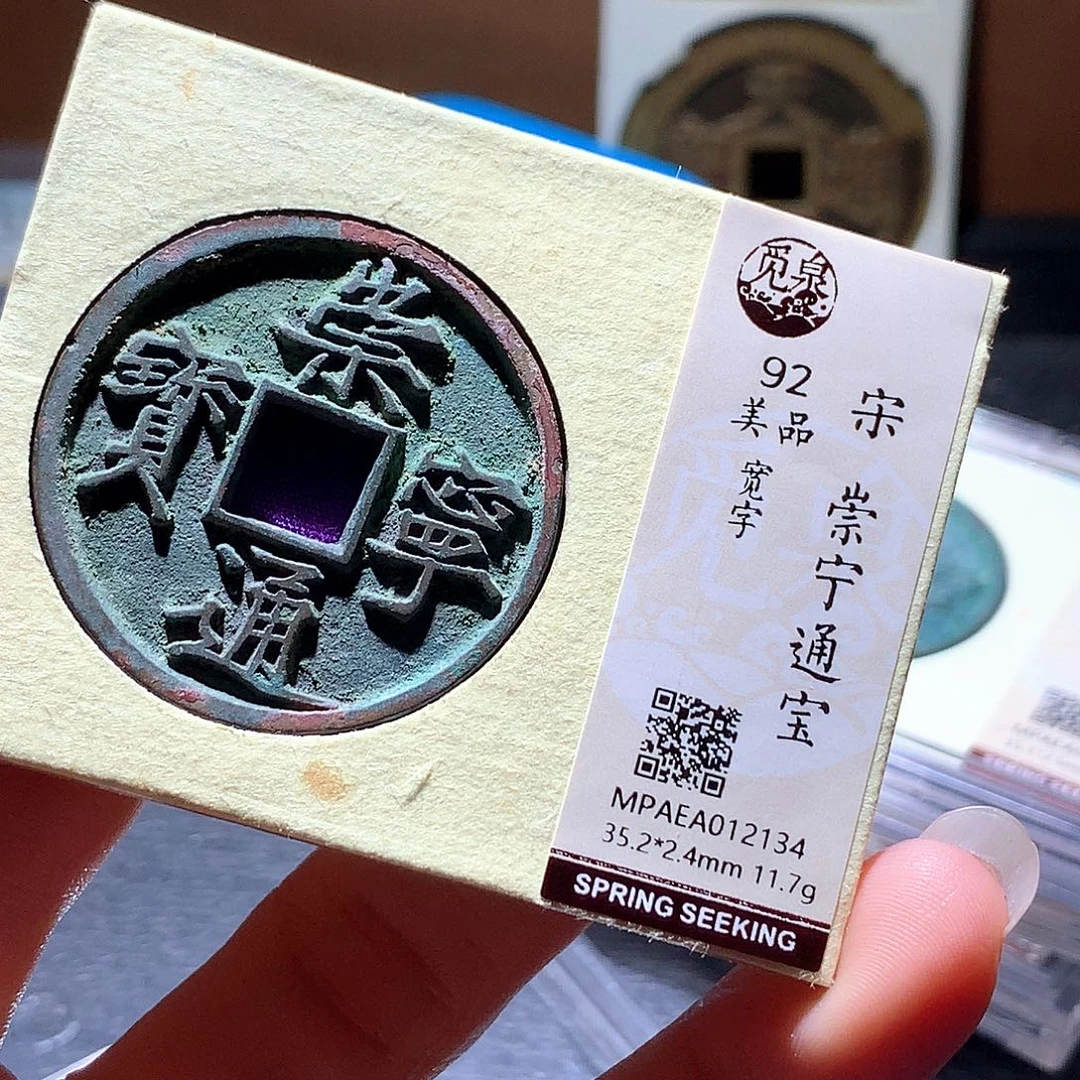 崇寧通寳
觅泉
宋 崇宁通宝
92
美品 宽字
MPAEA012134
35.2*2.4mm 11.7g
SPRING SEEKING